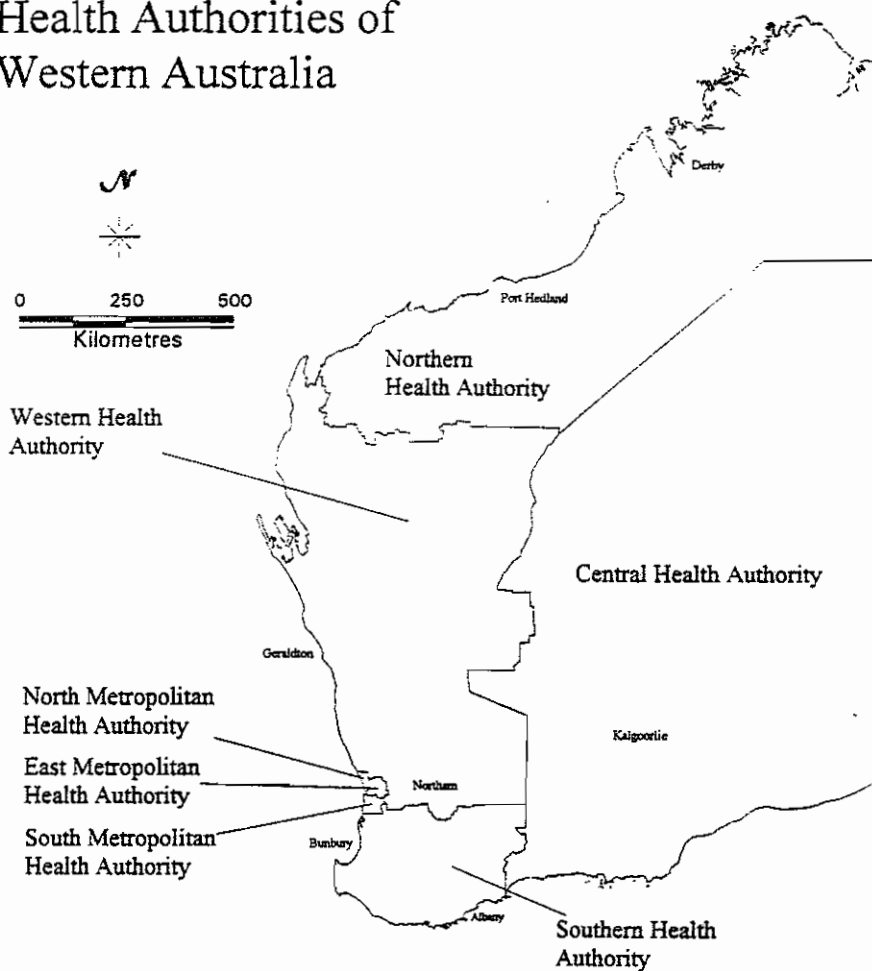 Health Authorities of
Western Australia
N
0 250 500
Kilometres
Derby
Port Hedland
Northern
Health Authority
Western Health
Authority
Central Health Authority
Geraldton
North Metropolitan
Health Authority
Kalgoorlie
East Metropolitan
Health Authority
Northam
South Metropolitan
Health Authority
Bunbury
Albany
Southern Health
Authority